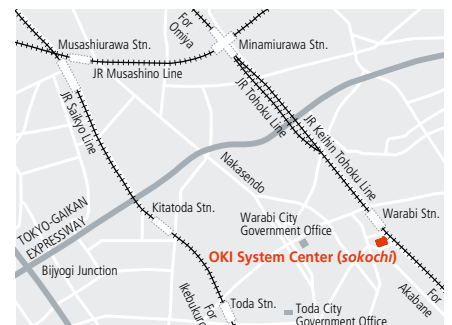 For
Omiya
Musashiurawa Stn.
Minamiurawa Stn.
JR Musashino Line
JR Saikyo Line
JR Tohoku Line
JR Keihin Tohoku Line
Nakasendo
Kitatoda Stn.
Warabi City
Government Office
Warabi Stn.
TOKYO-GAIKAN
EXPRESSWAY
OKI System Center (sokochi)
Bijyogi Junction
For
Akabane
For
Ikebukuro
Toda Stn.
Toda City
Government Office